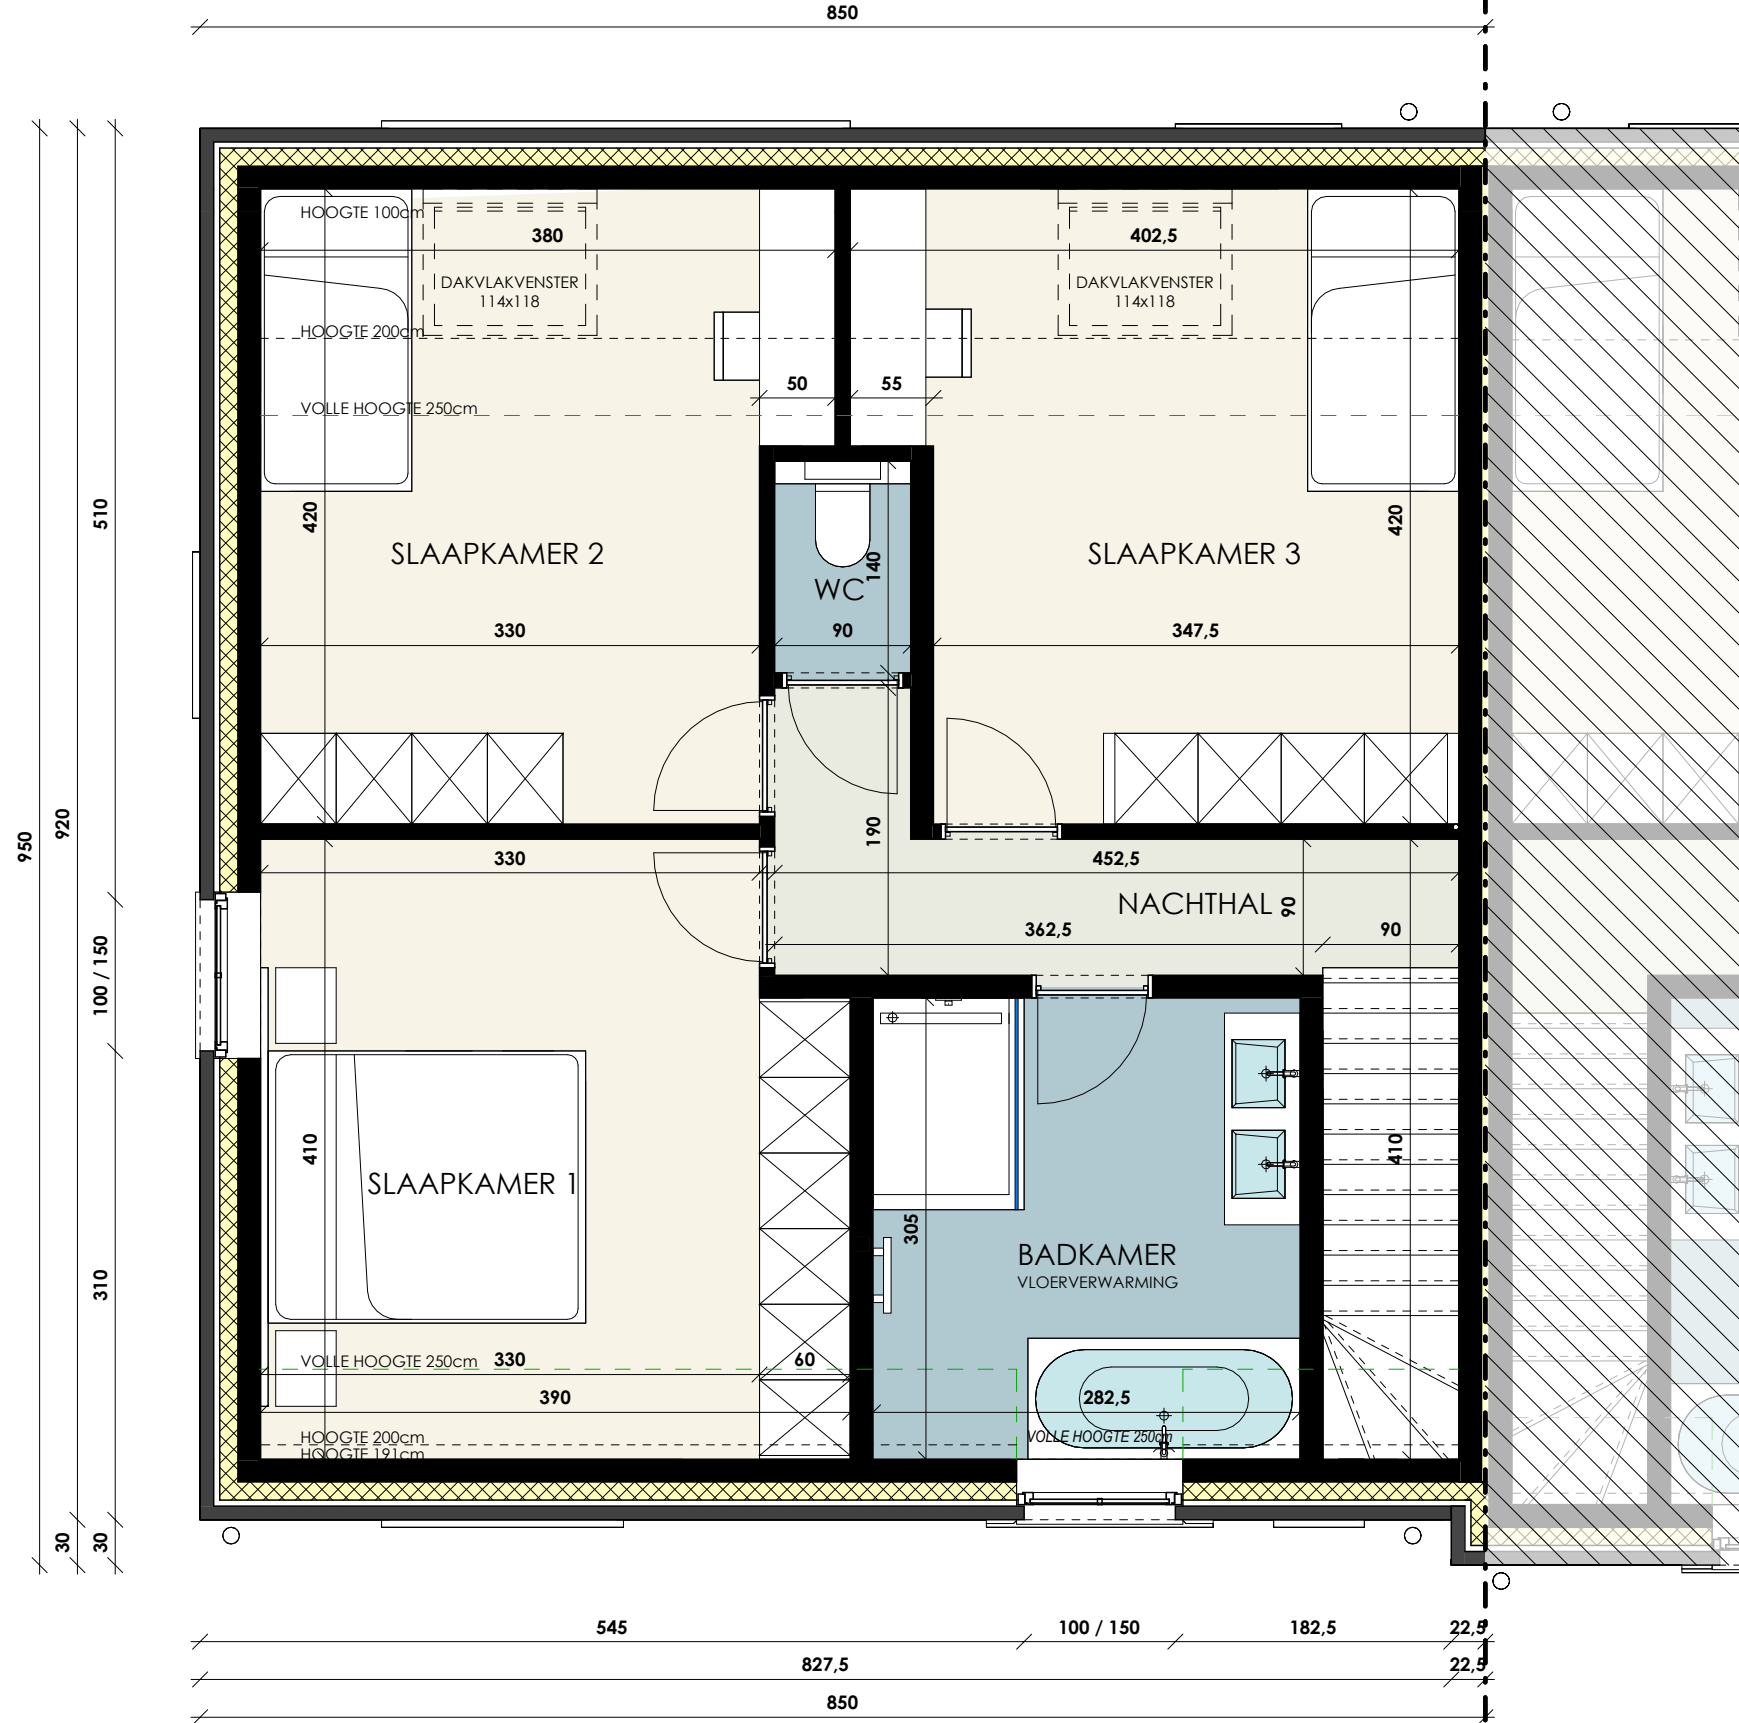 850
HOOGTE 100cm
380
402,5
DAKVLAKVENSTER
114x118
DAKVLAKVENSTER
114x118
HOOGTE 200cm
50
55
VOLLE HOOGTE 250cm
510
420
420
SLAAPKAMER 2
SLAAPKAMER 3
140
WC
330
90
347,5
950
920
190
330
452,5
NACHTHAL
90
362,5
90
100 / 150
410
410
SLAAPKAMER 1
305
BADKAMER
VLOERVERWARMING
310
VOLLE HOOGTE 250cm
330
60
390
282,5
HOOGTE 200cm
VOLLE HOOGTE 250cm
HOOGTE 191cm
30
30
545
100 / 150
182,5
22,5
827,5
22,5
850